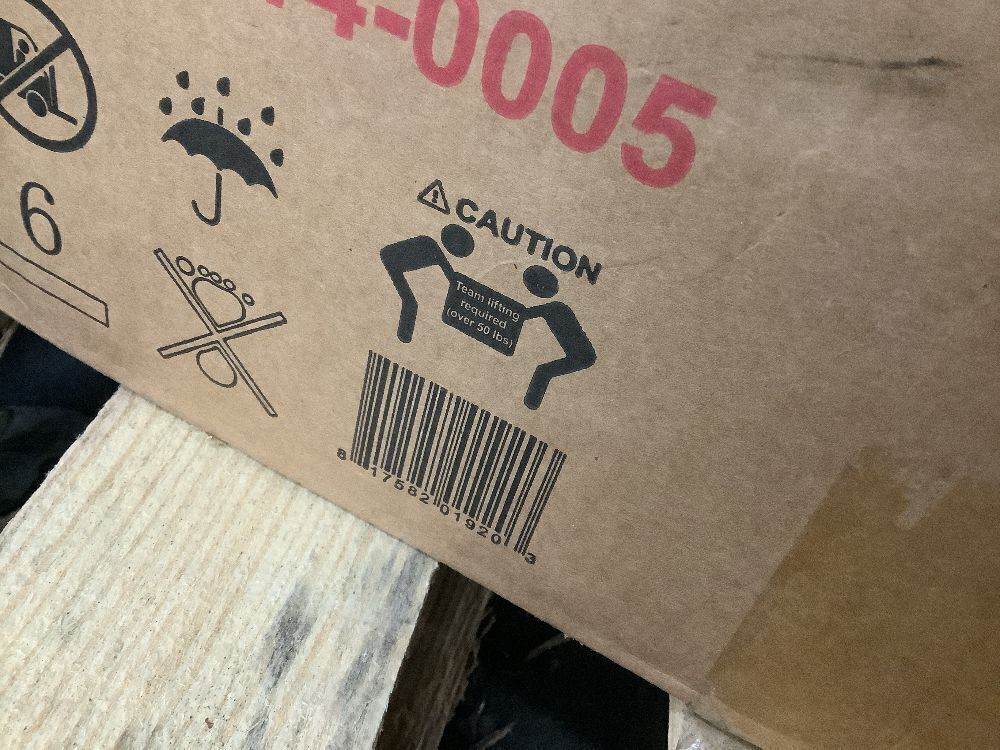 4-0005
6
CAUTION
Team lifting
required
(over 50 lbs)
8 17582 01920 3